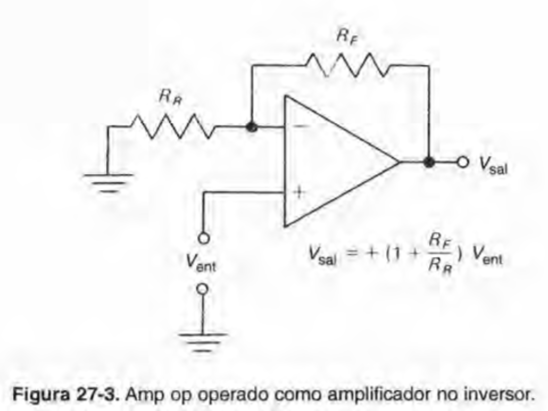 R_F
R_R
−
+
V_sal
V_ent
V_sal = + (1 + R_F/R_R) V_ent
Figura 27-3. Amp op operado como amplificador no inversor.